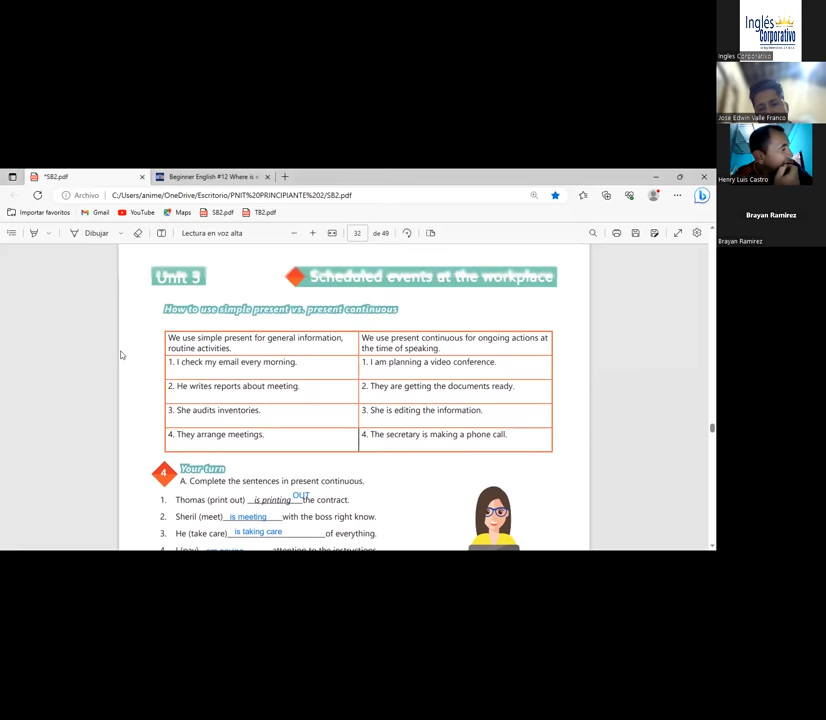 Inglés
Corporativo
Ingles Corporativo
Jose Edwin Valle Franco
Henry Luis Castro
Brayan Ramirez
Brayan Ramirez
*SB2.pdf
Beginner English #12 Where is
Archivo
C:/Users/anime/OneDrive/Escritorio/PNIT%20PRINCIPIANTE%202/SB2.pdf
Importar favoritos
Gmail
YouTube
Maps
SB2.pdf
TB2.pdf
Dibujar
Lectura en voz alta
32
de 49
Unit 3
Scheduled events at the workplace
How to use simple present vs. present continuous
We use simple present for general information,
routine activities.
We use present continuous for ongoing actions at
the time of speaking.
1. I check my email every morning.
1. I am planning a video conference.
2. He writes reports about meeting.
2. They are getting the documents ready.
3. She audits inventories.
3. She is editing the information.
4. They arrange meetings.
4. The secretary is making a phone call.
4
Your turn
A. Complete the sentences in present continuous.
1. Thomas (print out) is printing OUT the contract.
2. Sheril (meet) is meeting with the boss right know.
3. He (take care) is taking care of everything.
4. I (pay) am paying attention to the instructions